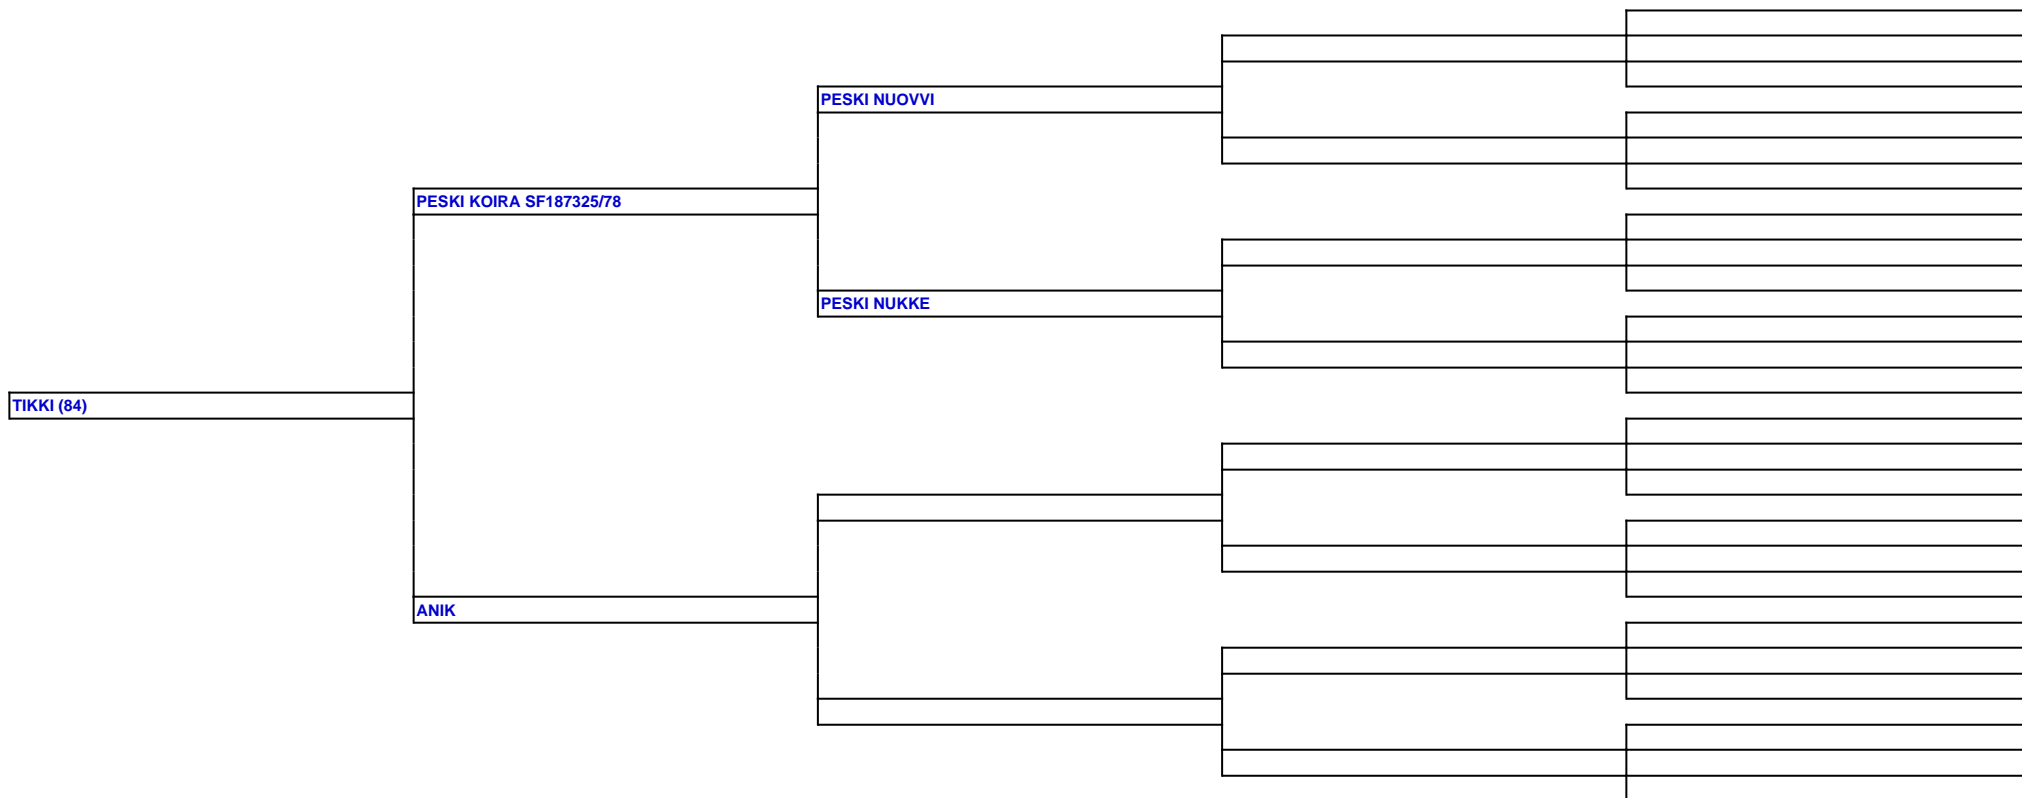 PESKI NUOVVI
PESKI KOIRA SF187325/78
PESKI NUKKE
TIKKI (84)
ANIK